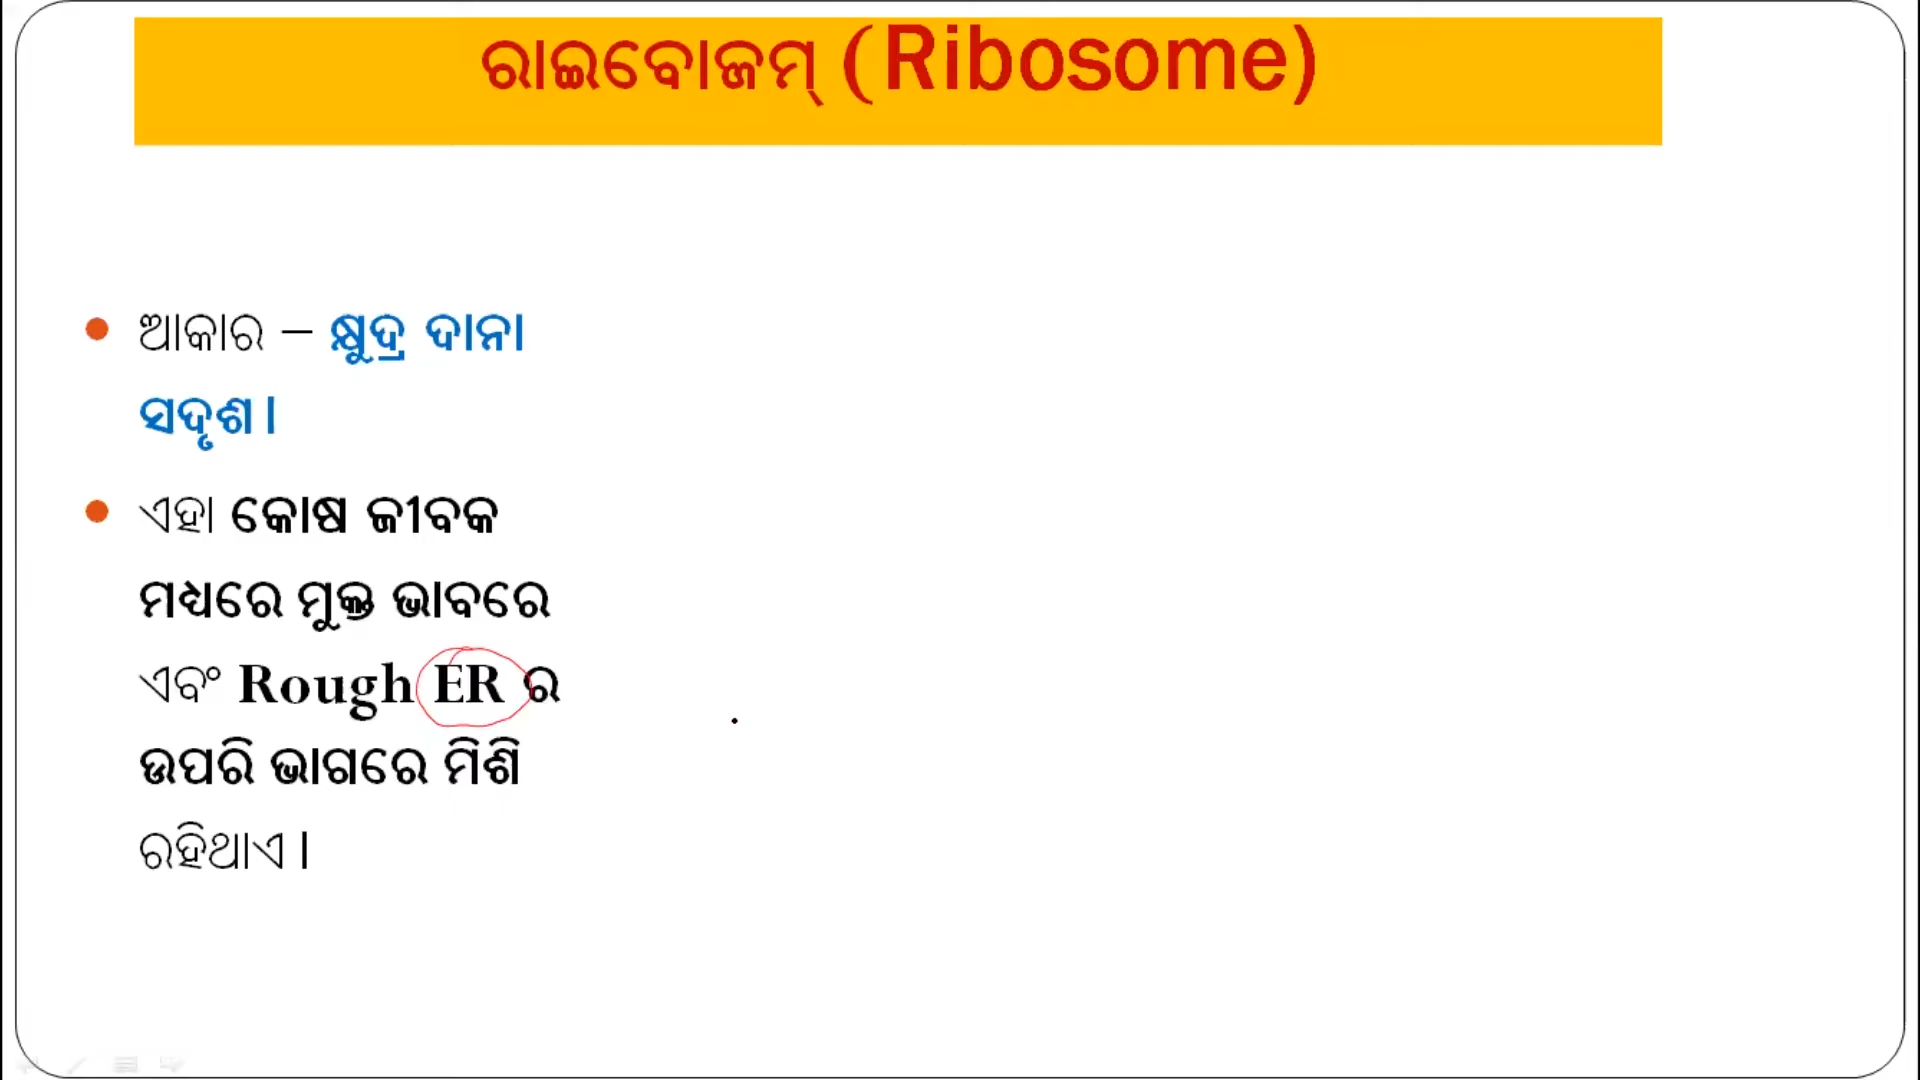 ରାଇବୋଜମ୍ (Ribosome)
ଆକାର – କ୍ଷୁଦ୍ର ଦାନା
ସଦୃଶ ।
ଏହା କୋଷ ଜୀବକ
ମଧ୍ୟରେ ମୁକ୍ତ ଭାବରେ
ଏବଂ Rough ER ର
ଉପରି ଭାଗରେ ମିଶି
ରହିଥାଏ ।